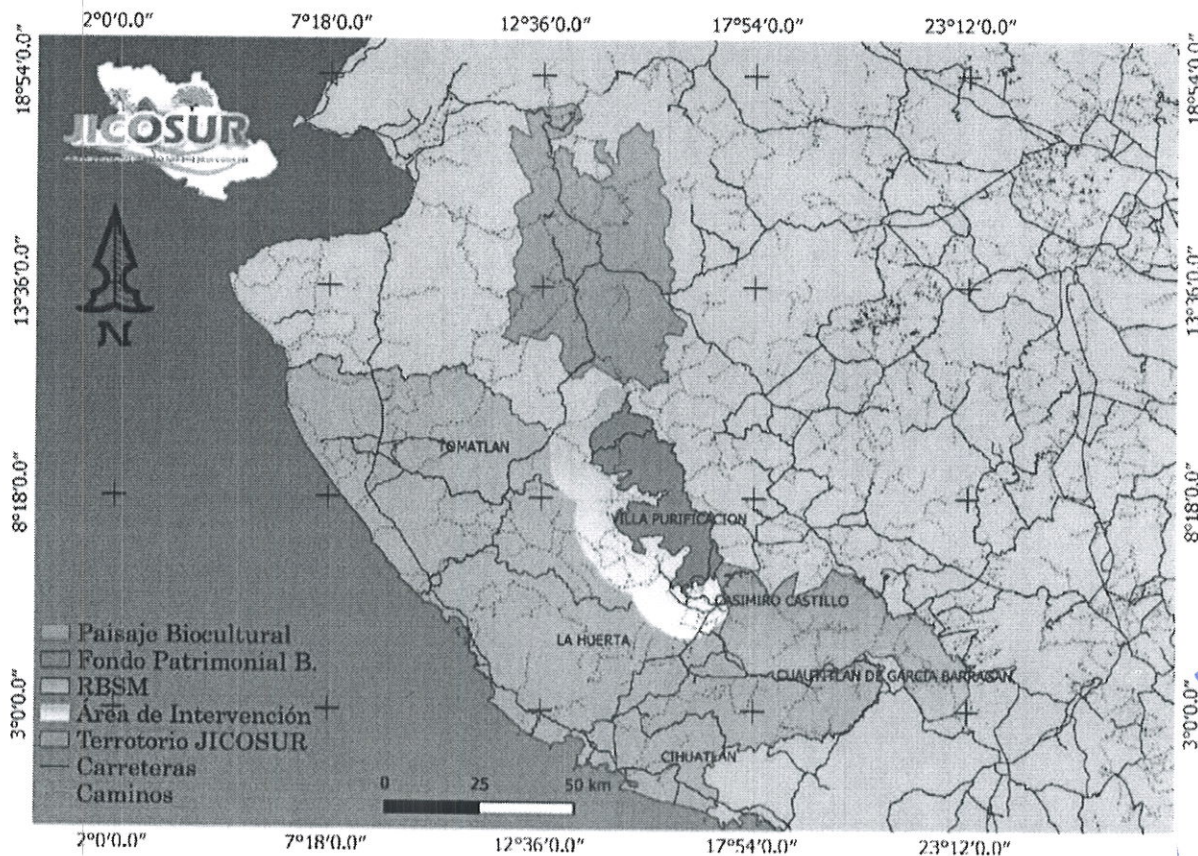 2°0'0.0" 7°18'0.0" 12°36'0.0" 17°54'0.0" 23°12'0.0"
18°54'0.0"
18°54'0.0"
JICOSUR
N
13°36'0.0"
13°36'0.0"
TOMATLAN
8°18'0.0"
8°18'0.0"
VILLA PURIFICACION
CASIMIRO CASTILLO
LA HUERTA
CUAUTITLAN DE GARCIA BARRAGAN
CIHUATLAN
3°0'0.0"
3°0'0.0"
Paisaje Biocultural
Fondo Patrimonial B.
RBSM
Área de Intervención
Terrotorio JICOSUR
Carreteras
Caminos
0 25 50 km
2°0'0.0" 7°18'0.0" 12°36'0.0" 17°54'0.0" 23°12'0.0"